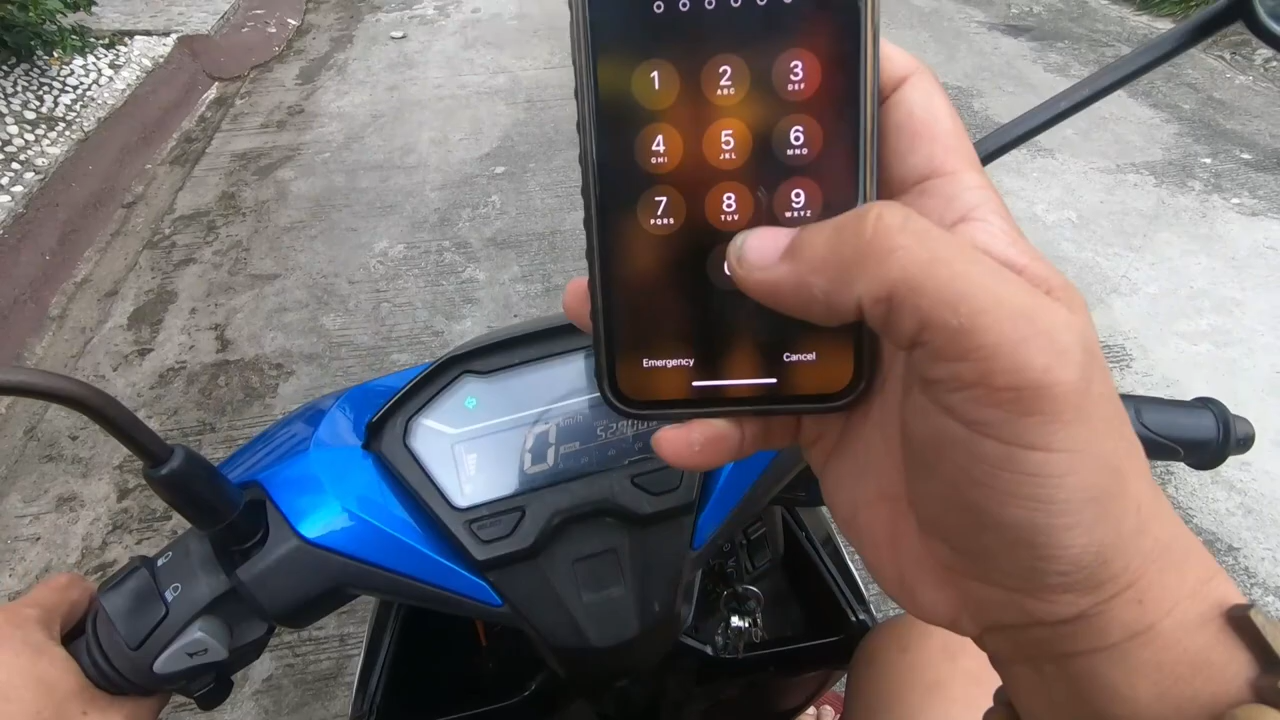 1 2 3
ABC DEF
4 5 6
GHI JKL MNO
7 8 9
PQRS TUV WXYZ
Emergency Cancel
km/h
0
SELECT